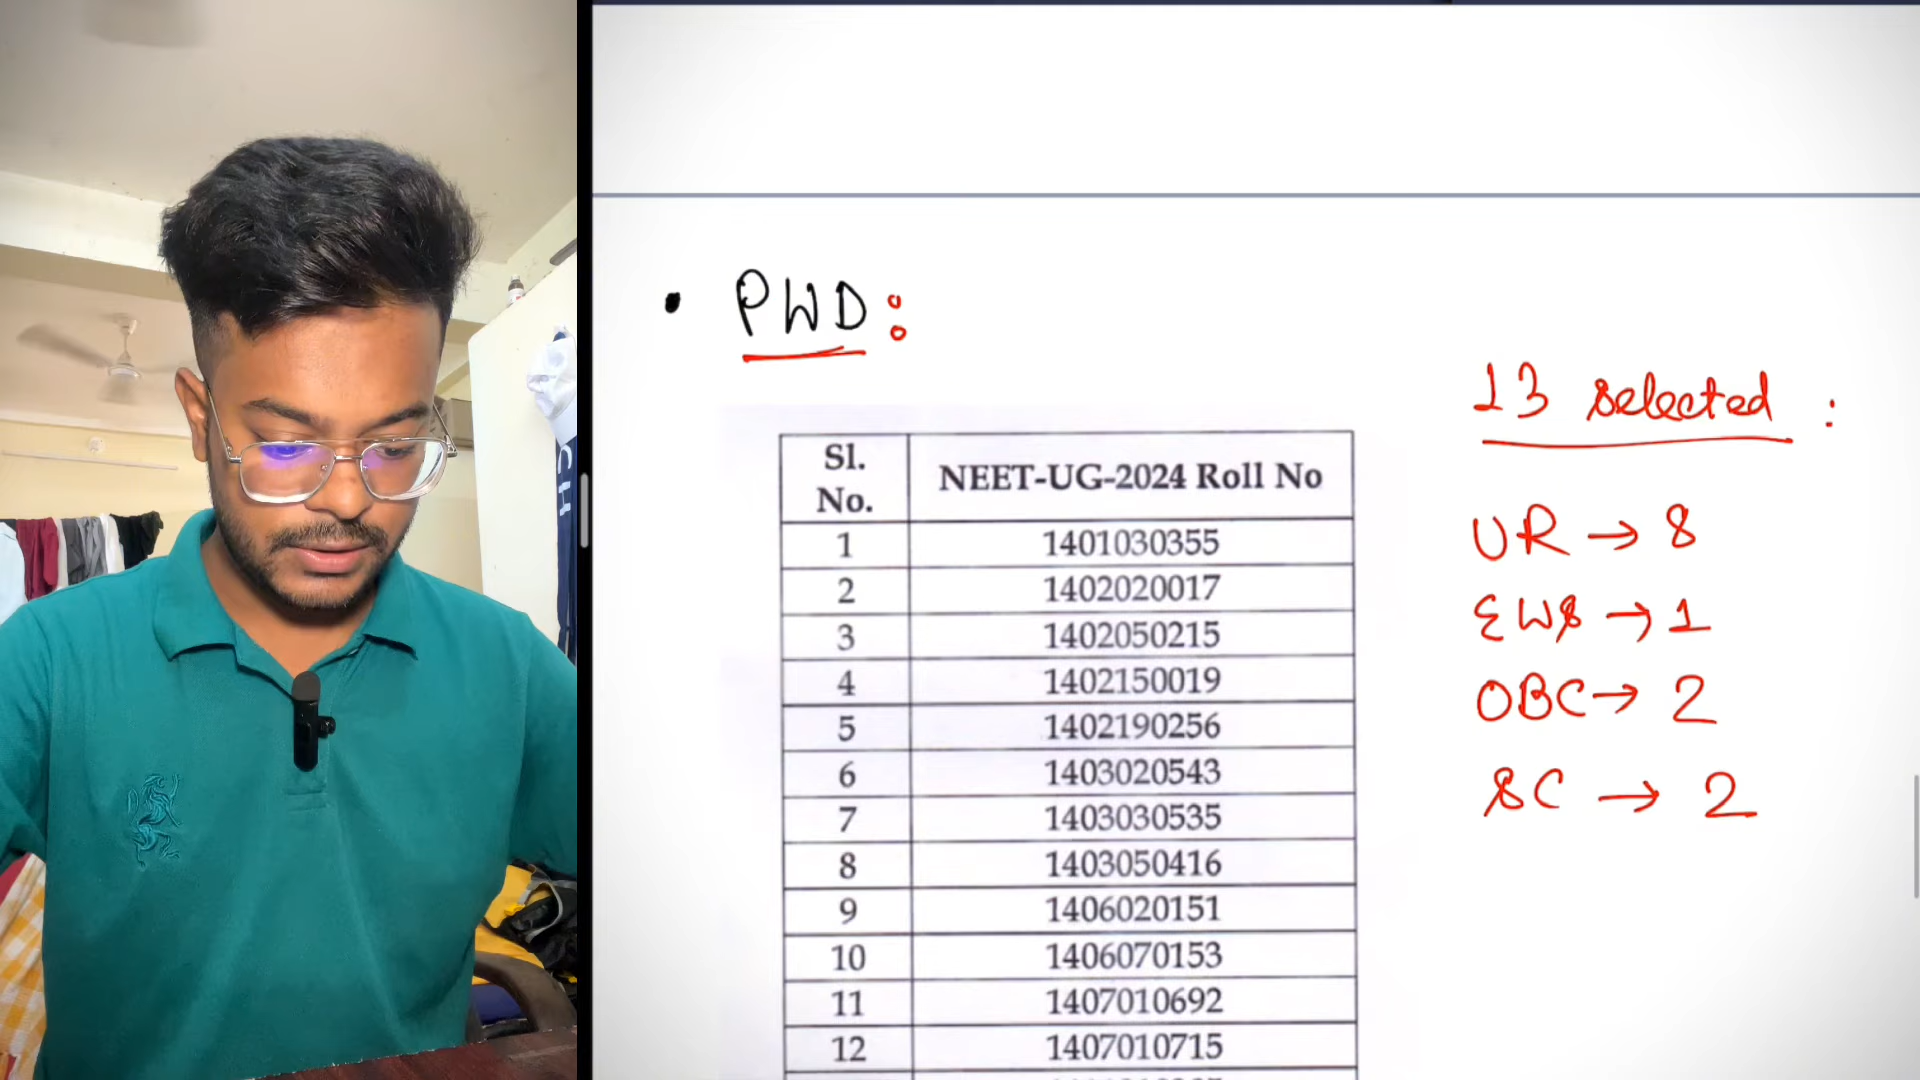 • PWD:
13 selected :
Sl. No. NEET-UG-2024 Roll No
1 1401030355
2 1402020017
3 1402050215
4 1402150019
5 1402190256
6 1403020543
7 1403030535
8 1403050416
9 1406020151
10 1406070153
11 1407010692
12 1407010715
UR → 8
EWS → 1
OBC → 2
SC → 2